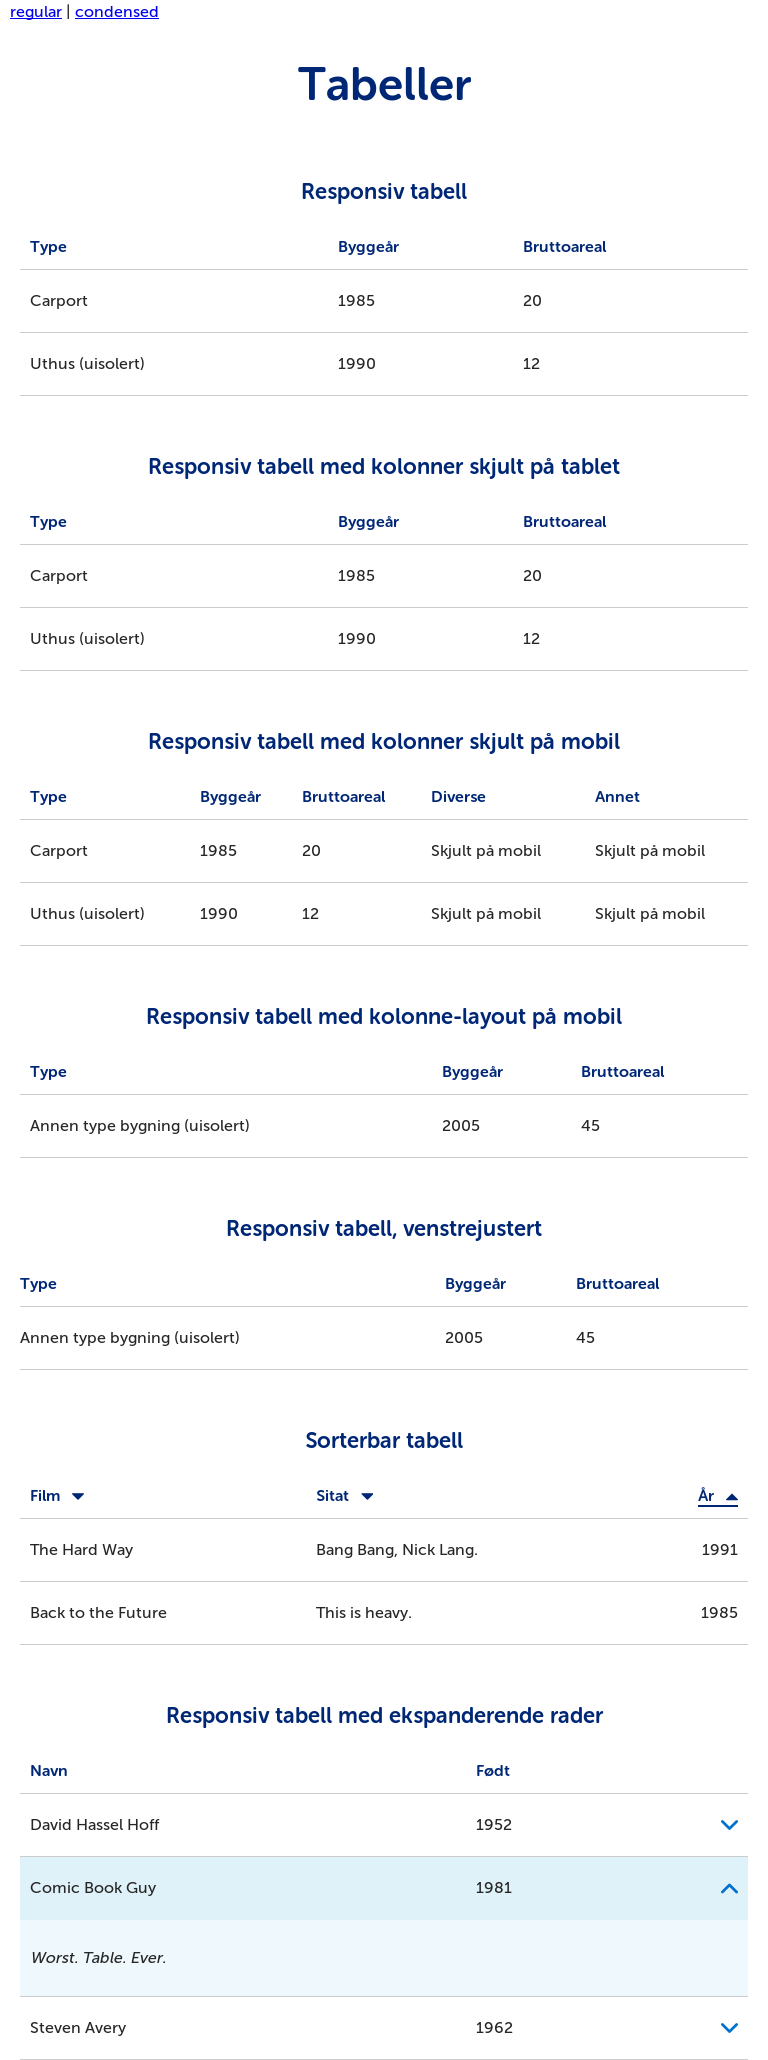 regular | condensed
Tabeller
Responsiv tabell
Type Byggeår Bruttoareal
Carport 1985 20
Uthus (uisolert) 1990 12
Responsiv tabell med kolonner skjult på tablet
Type Byggeår Bruttoareal
Carport 1985 20
Uthus (uisolert) 1990 12
Responsiv tabell med kolonner skjult på mobil
Type Byggeår Bruttoareal Diverse Annet
Carport 1985 20 Skjult på mobil Skjult på mobil
Uthus (uisolert) 1990 12 Skjult på mobil Skjult på mobil
Responsiv tabell med kolonne-layout på mobil
Type Byggeår Bruttoareal
Annen type bygning (uisolert) 2005 45
Responsiv tabell, venstrejustert
Type Byggeår Bruttoareal
Annen type bygning (uisolert) 2005 45
Sorterbar tabell
Film Sitat År
The Hard Way Bang Bang, Nick Lang. 1991
Back to the Future This is heavy. 1985
Responsiv tabell med ekspanderende rader
Navn Født
David Hassel Hoff 1952
Comic Book Guy 1981
Worst. Table. Ever.
Steven Avery 1962